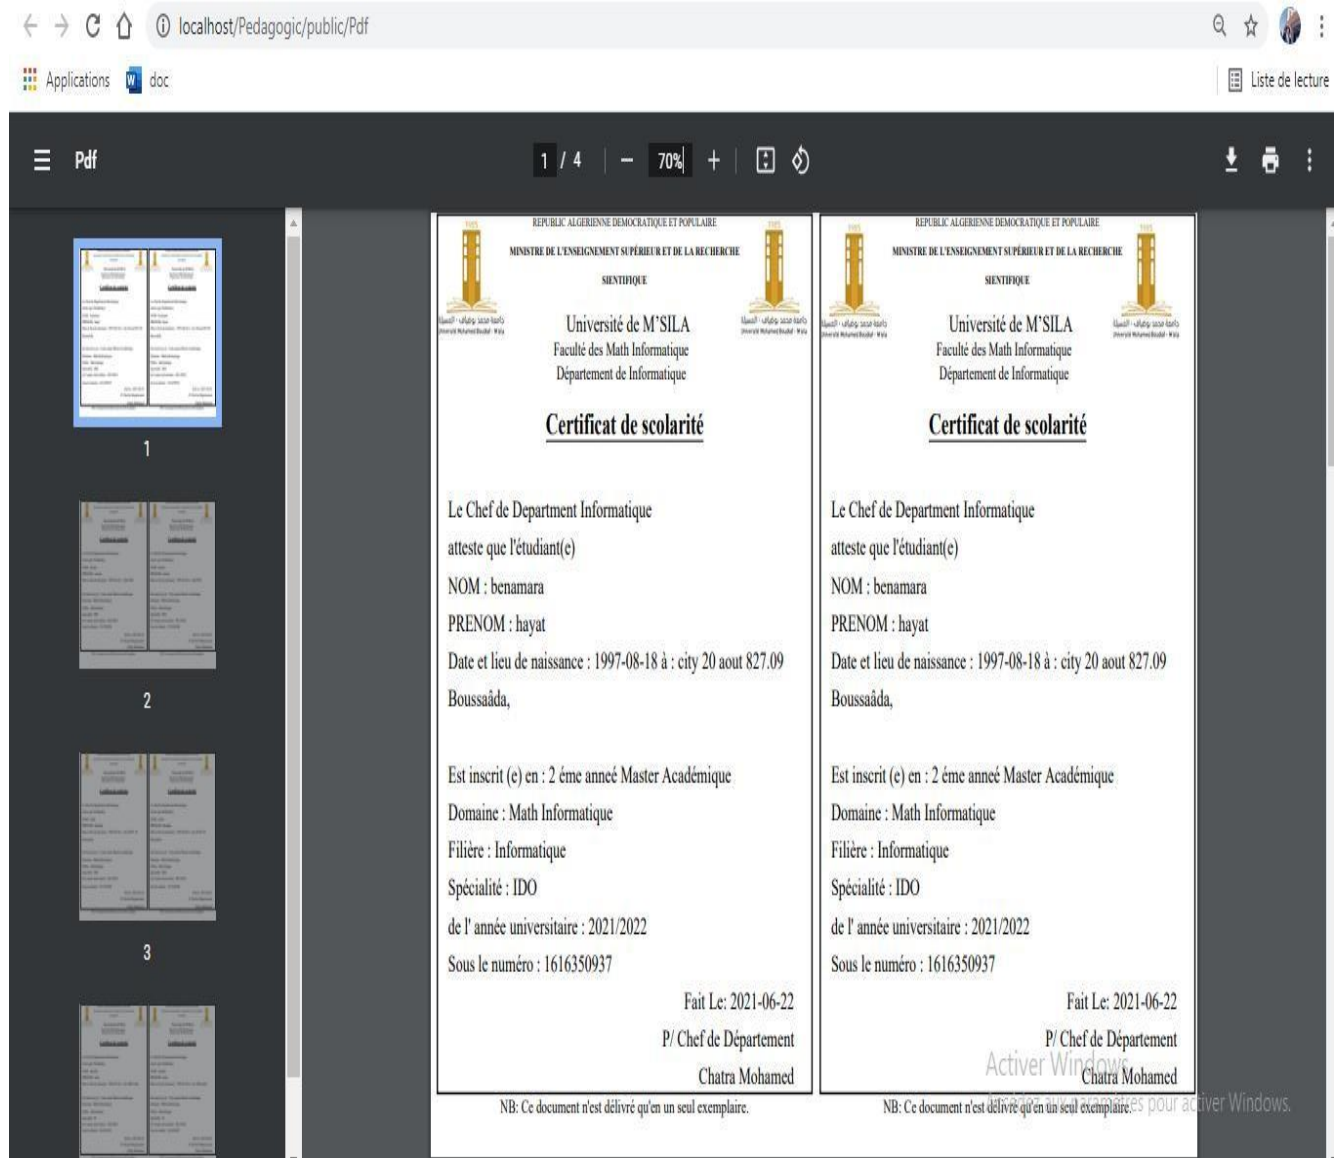 localhost/Pedagogic/public/Pdf
Applications
doc
Liste de lecture
Pdf
1 / 4
70%
1
2
3
REPUBLIC ALGERIENNE DEMOCRATIQUE ET POPULAIRE
MINISTRE DE L'ENSEIGNEMENT SUPÉRIEUR ET DE LA RECHERCHE
SIENTIFIQUE
Université de M'SILA
Faculté des Math Informatique
Département de Informatique
Certificat de scolarité
Le Chef de Department Informatique
atteste que l'étudiant(e)
NOM : benamara
PRENOM : hayat
Date et lieu de naissance : 1997-08-18 à : city 20 aout 827.09
Boussaâda,
Est inscrit (e) en : 2 éme anneé Master Académique
Domaine : Math Informatique
Filière : Informatique
Spécialité : IDO
de l' année universitaire : 2021/2022
Sous le numéro : 1616350937
Fait Le: 2021-06-22
P/ Chef de Département
Chatra Mohamed
NB: Ce document n'est délivré qu'en un seul exemplaire.
REPUBLIC ALGERIENNE DEMOCRATIQUE ET POPULAIRE
MINISTRE DE L'ENSEIGNEMENT SUPÉRIEUR ET DE LA RECHERCHE
SIENTIFIQUE
Université de M'SILA
Faculté des Math Informatique
Département de Informatique
Certificat de scolarité
Le Chef de Department Informatique
atteste que l'étudiant(e)
NOM : benamara
PRENOM : hayat
Date et lieu de naissance : 1997-08-18 à : city 20 aout 827.09
Boussaâda,
Est inscrit (e) en : 2 éme anneé Master Académique
Domaine : Math Informatique
Filière : Informatique
Spécialité : IDO
de l' année universitaire : 2021/2022
Sous le numéro : 1616350937
Fait Le: 2021-06-22
P/ Chef de Département
Chatra Mohamed
NB: Ce document n'est délivré qu'en un seul exemplaire.
Activer Windows
Accédez aux paramètres pour activer Windows.